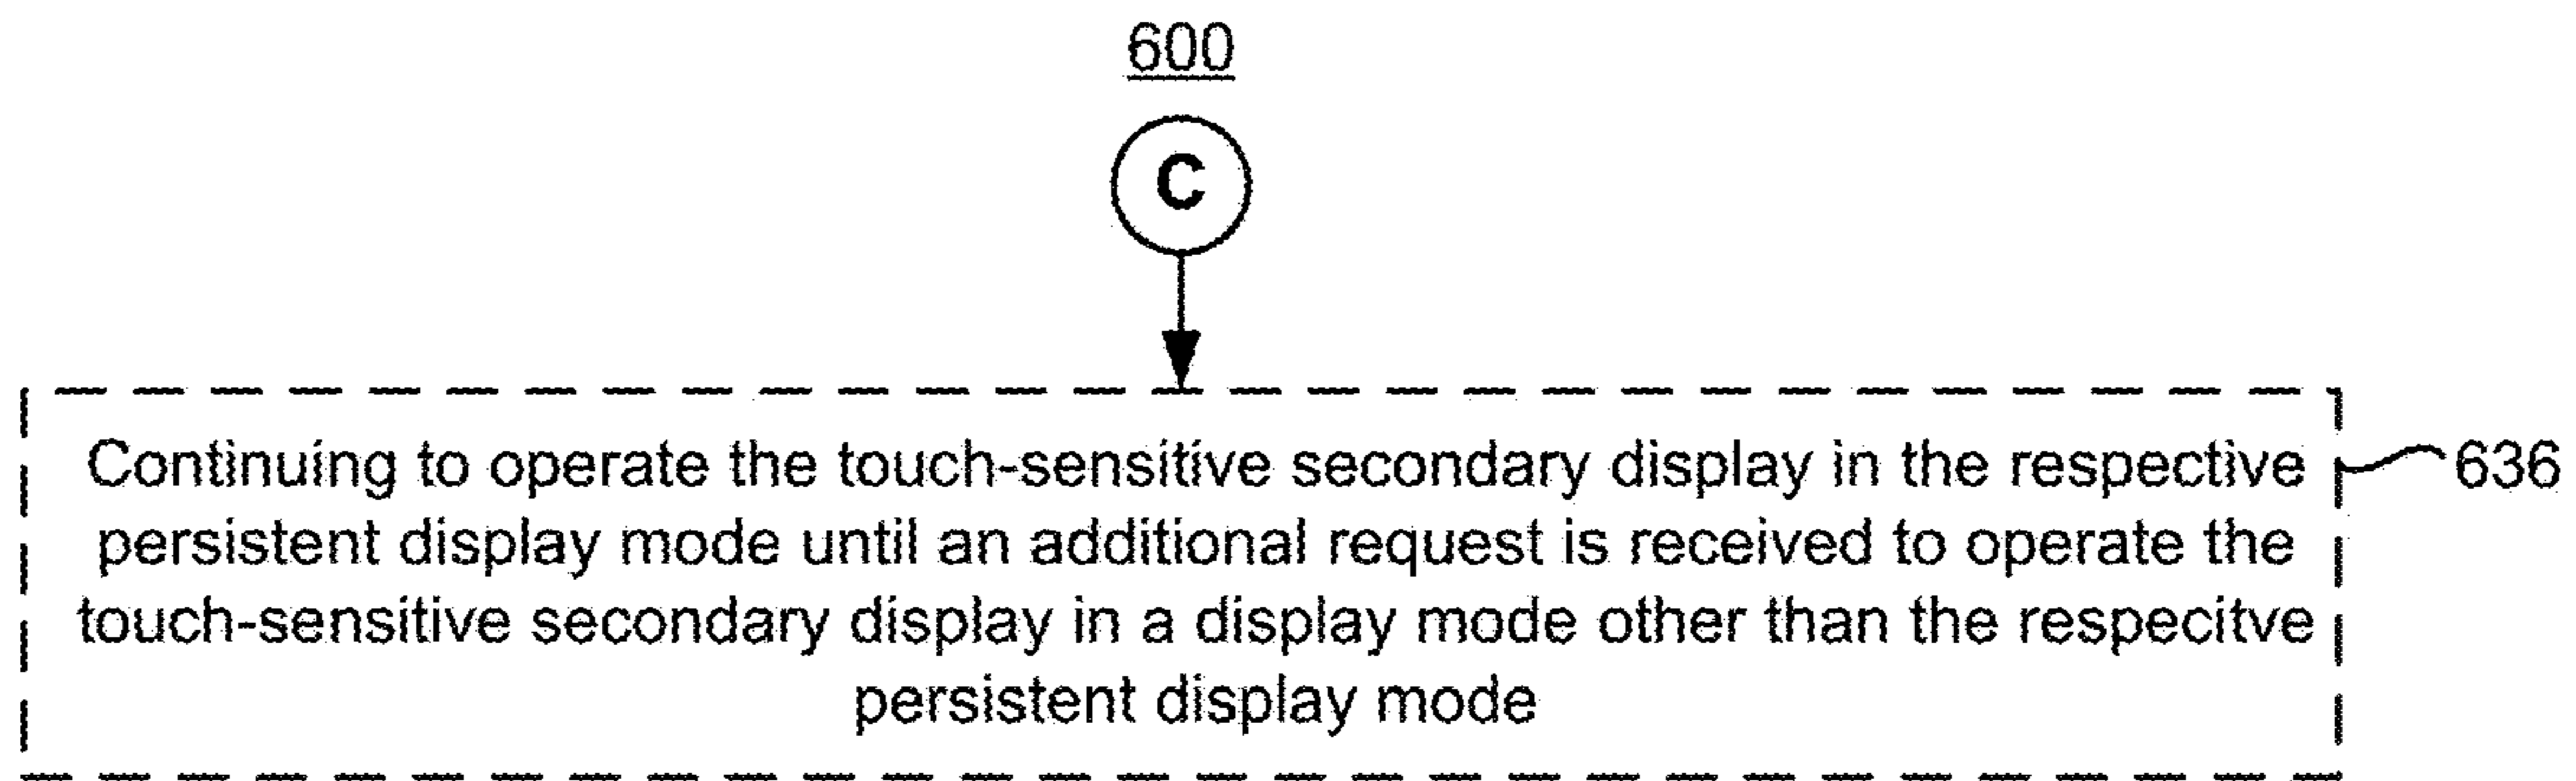 600
C
Continuing to operate the touch-sensitive secondary display in the respective
636
persistent display mode until an additional request is received to operate the
touch-sensitive secondary display in a display mode other than the respecitve
persistent display mode